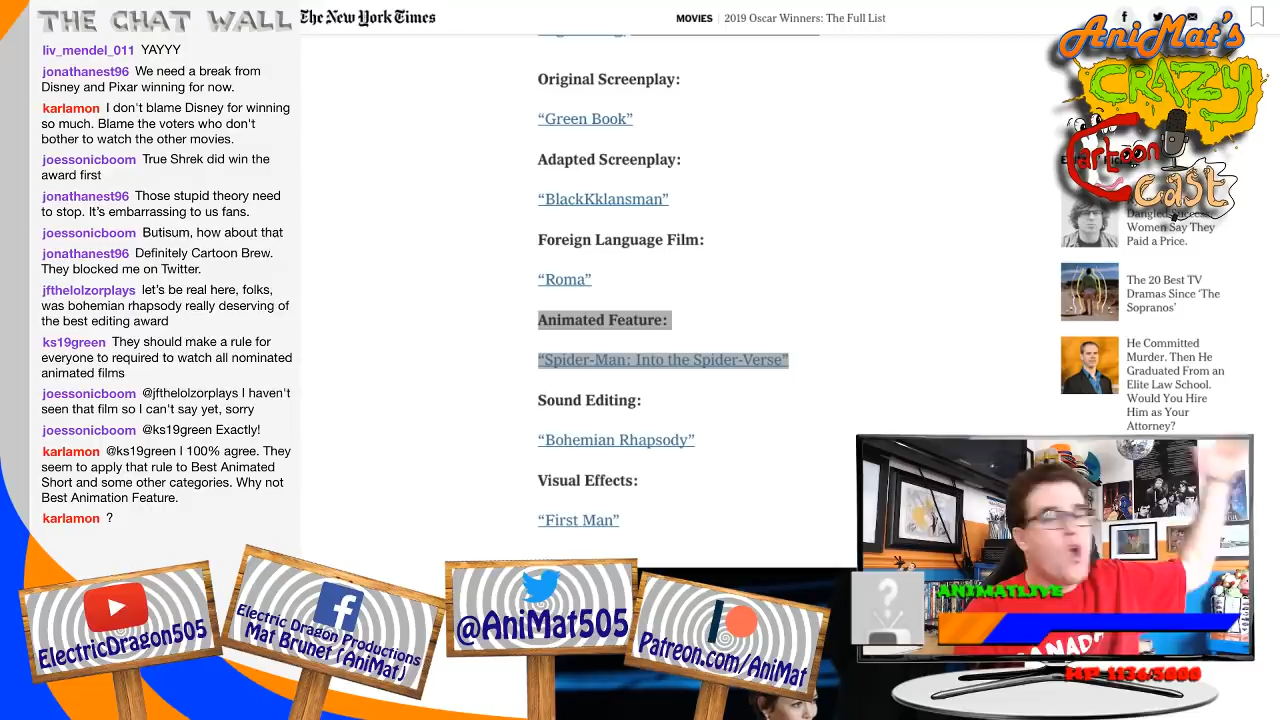 THE CHAT WALL
liv_mendel_011 YAYYY
jonathanest96 We need a break from
Disney and Pixar winning for now.
karlamon I don't blame Disney for winning
so much. Blame the voters who don't
bother to watch the other movies.
joessonicboom True Shrek did win the
award first
jonathanest96 Those stupid theory need
to stop. It's embarrassing to us fans.
joessonicboom Butisum, how about that
jonathanest96 Definitely Cartoon Brew.
They blocked me on Twitter.
jfthelolzorplays let's be real here, folks,
was bohemian rhapsody really deserving of
the best editing award
ks19green They should make a rule for
everyone to required to watch all nominated
animated films
joessonicboom @jfthelolzorplays I haven't
seen that film so I can't say yet, sorry
joessonicboom @ks19green Exactly!
karlamon @ks19green I 100% agree. They
seem to apply that rule to Best Animated
Short and some other categories. Why not
Best Animation Feature.
karlamon ?
The New York Times
MOVIES | 2019 Oscar Winners: The Full List
Original Screenplay:
“Green Book”
Adapted Screenplay:
“BlacKkKlansman”
Foreign Language Film:
“Roma”
Animated Feature:
“Spider-Man: Into the Spider-Verse”
Sound Editing:
“Bohemian Rhapsody”
Visual Effects:
“First Man”
AniMat's
CRAZY
Cartoon
Cast
Dangled Success,
Women Say They
Paid a Price.
The 20 Best TV
Dramas Since ‘The
Sopranos’
He Committed
Murder. Then He
Graduated From an
Elite Law School.
Would You Hire
Him as Your
Attorney?
ANIMATLIVE
CANADA
HP 1136/3000
ElectricDragon505
Electric Dragon Productions
Mat Brunet (AniMat)
@AniMat505
Patreon.com/AniMat